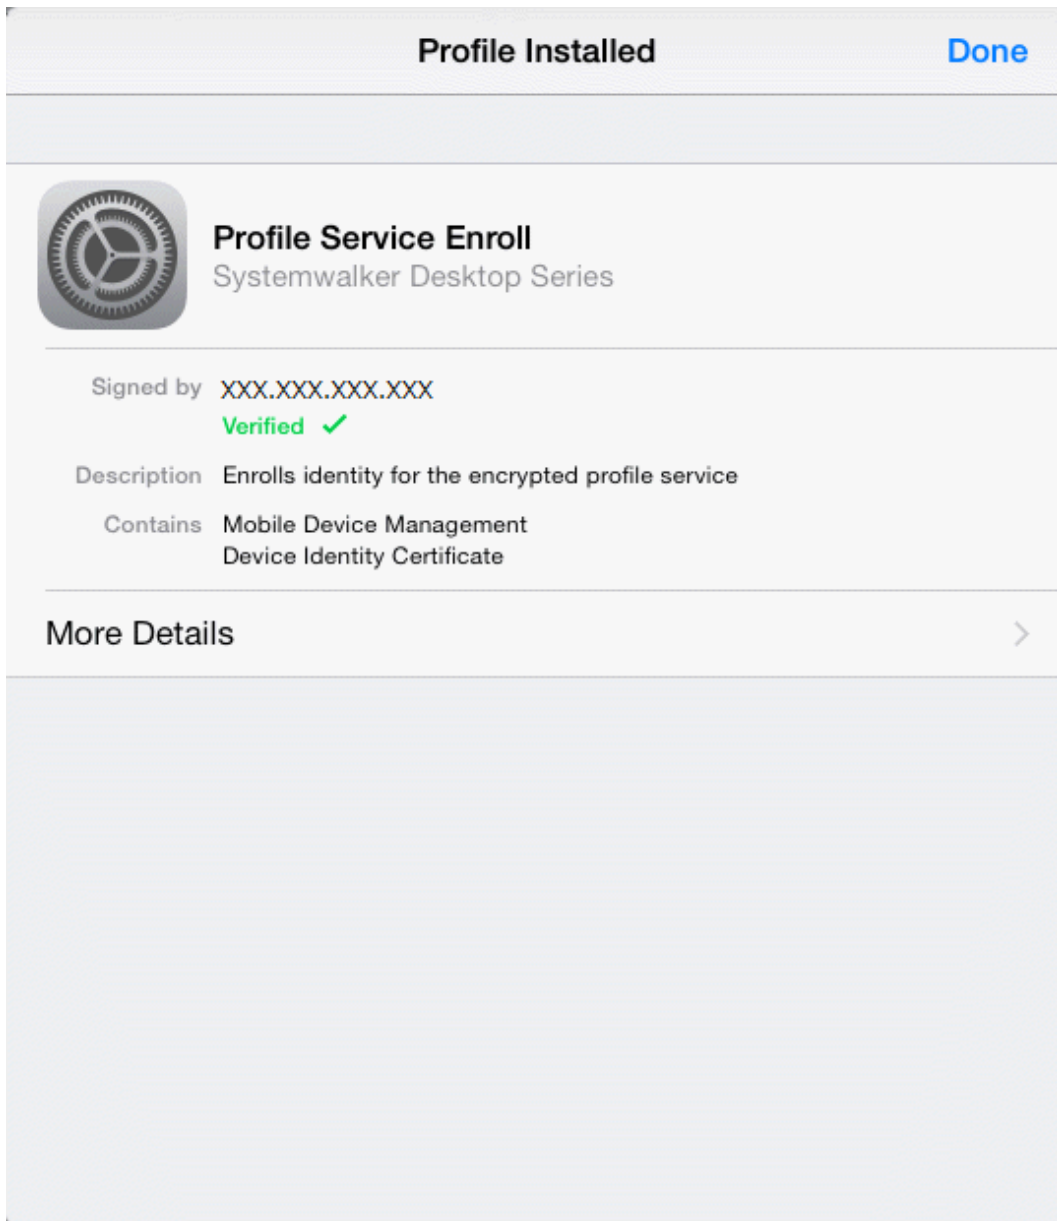 Profile Installed
Done
Profile Service Enroll
Systemwalker Desktop Series
Signed by XXX.XXX.XXX.XXX
Verified ✓
Description Enrolls identity for the encrypted profile service
Contains Mobile Device Management
Device Identity Certificate
More Details